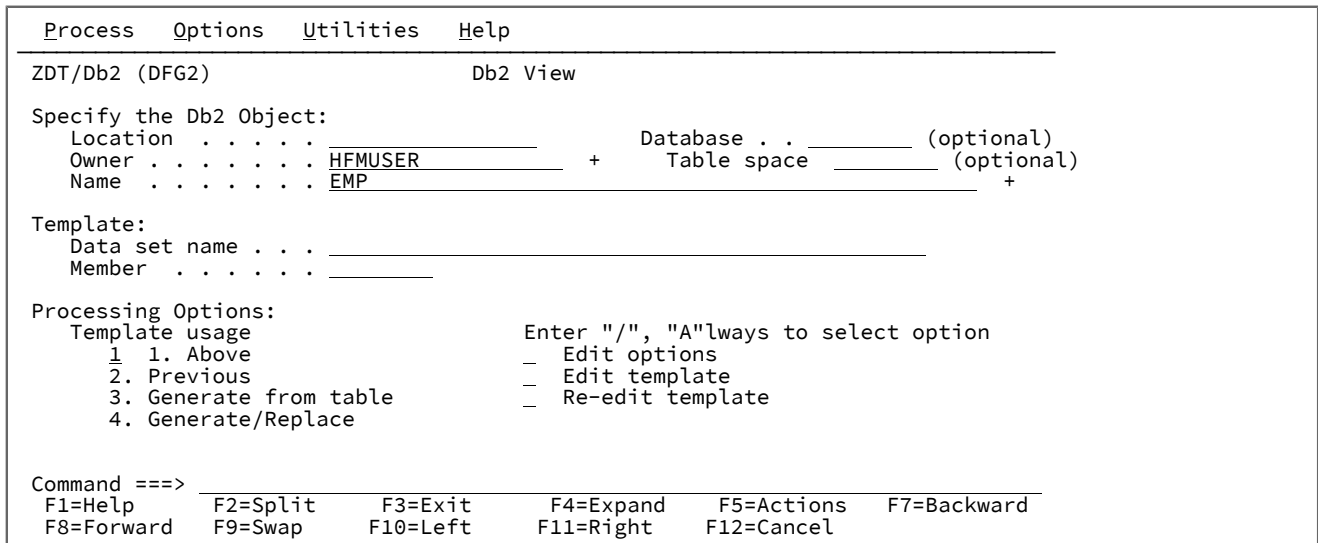 Process   Options   Utilities   Help
ZDT/Db2 (DFG2)                    Db2 View
Specify the Db2 Object:
   Location  . . . . .                          Database . .          (optional)
   Owner . . . . . . . HFMUSER             +     Table space           (optional)
   Name  . . . . . . . EMP                                                 +
Template:
   Data set name . . .
   Member  . . . . . .
Processing Options:
   Template usage                     Enter "/", "A"lways to select option
      1  1. Above                     _  Edit options
      2. Previous                     _  Edit template
      3. Generate from table          _  Re-edit template
      4. Generate/Replace
Command ===>
 F1=Help      F2=Split     F3=Exit      F4=Expand    F5=Actions   F7=Backward
 F8=Forward   F9=Swap     F10=Left     F11=Right    F12=Cancel